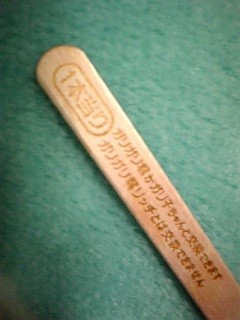 1本当り
ガリガリ君かガリ子ちゃんと交換できます
ガリガリ君リッチとは交換できません